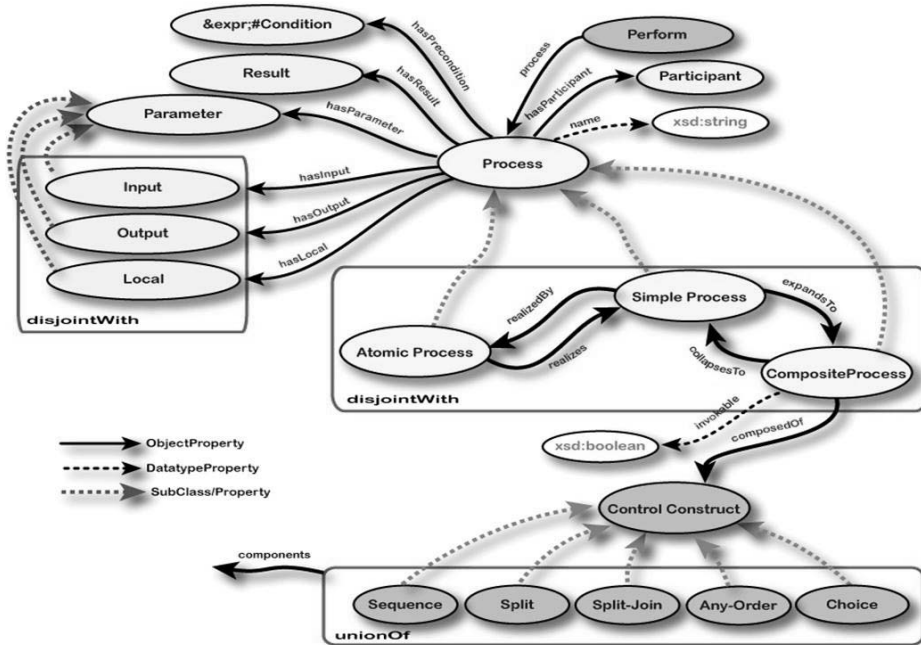 &expr;#Condition
Perform
hasPrecondition
process
Result
hasResult
hasParticipant
Participant
Parameter
hasParameter
name
xsd:string
Process
hasInput
Input
hasOutput
Output
hasLocal
Local
disjointWith
realizedBy
Simple Process
expandsTo
Atomic Process
realizes
collapsesTo
CompositeProcess
disjointWith
invokable
composedOf
ObjectProperty
xsd:boolean
DatatypeProperty
SubClass/Property
Control Construct
components
Sequence
Split
Split-Join
Any-Order
Choice
unionOf